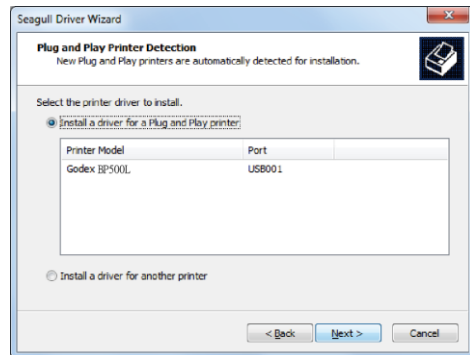 Seagull Driver Wizard
Plug and Play Printer Detection
New Plug and Play printers are automatically detected for installation.
Select the printer driver to install.
Install a driver for a Plug and Play printer
Printer Model Port
Godex BP500L USB001
Install a driver for another printer
< Back Next > Cancel